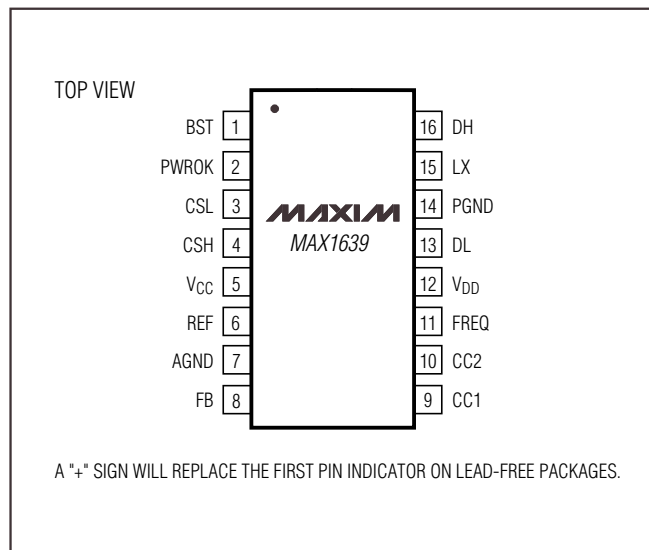 TOP VIEW
BST 1
PWROK 2
CSL 3
CSH 4
VCC 5
REF 6
AGND 7
FB 8
MAXIM
MAX1639
16 DH
15 LX
14 PGND
13 DL
12 VDD
11 FREQ
10 CC2
9 CC1
A "+" SIGN WILL REPLACE THE FIRST PIN INDICATOR ON LEAD-FREE PACKAGES.